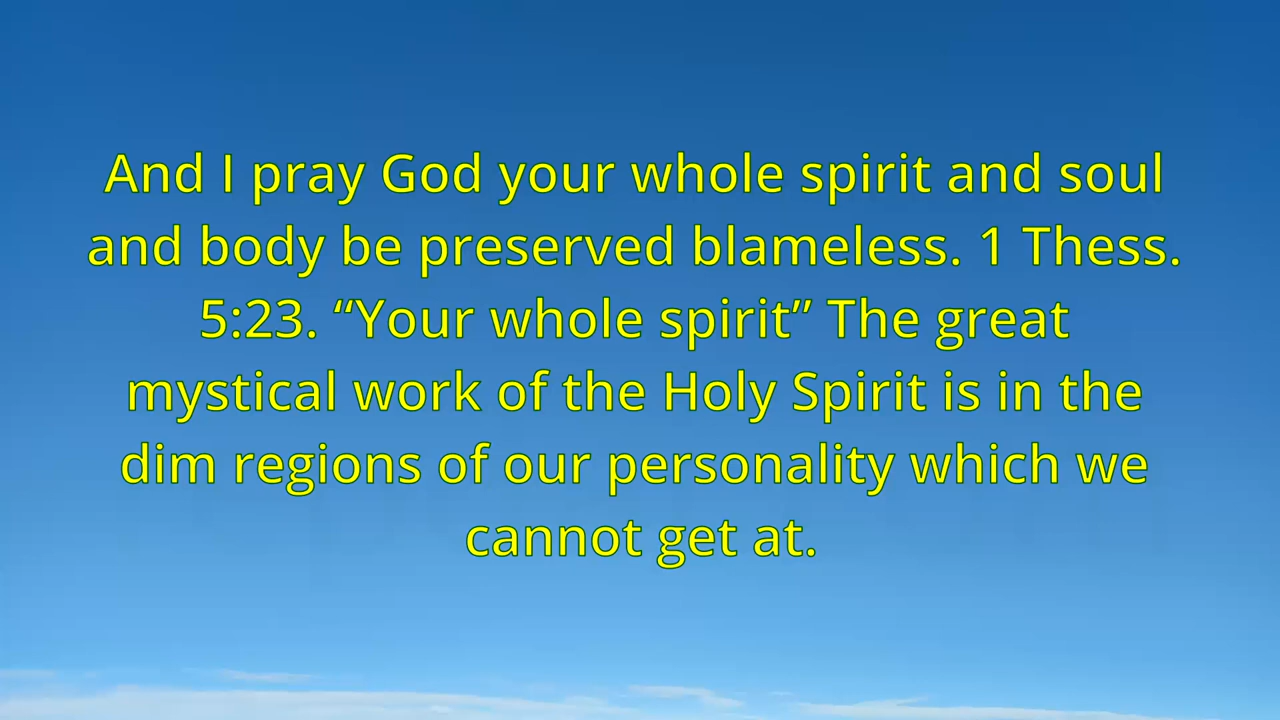 And I pray God your whole spirit and soul
and body be preserved blameless. 1 Thess.
5:23. “Your whole spirit” The great
mystical work of the Holy Spirit is in the
dim regions of our personality which we
cannot get at.